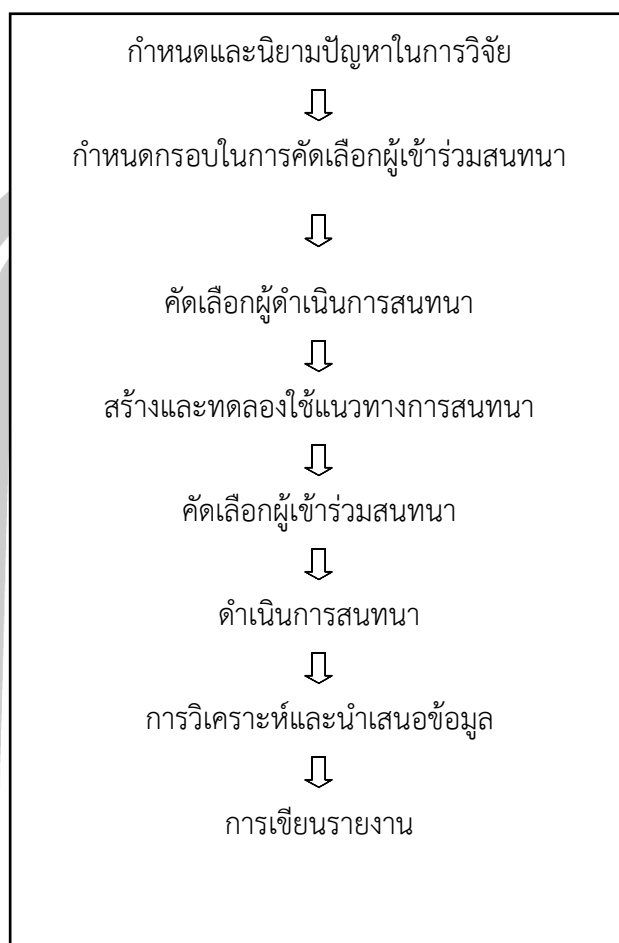 กำหนดและนิยามปัญหาในการวิจัย
กำหนดกรอบในการคัดเลือกผู้เข้าร่วมสนทนา
คัดเลือกผู้ดำเนินการสนทนา
สร้างและทดลองใช้แนวทางการสนทนา
คัดเลือกผู้เข้าร่วมสนทนา
ดำเนินการสนทนา
การวิเคราะห์และนำเสนอข้อมูล
การเขียนรายงาน